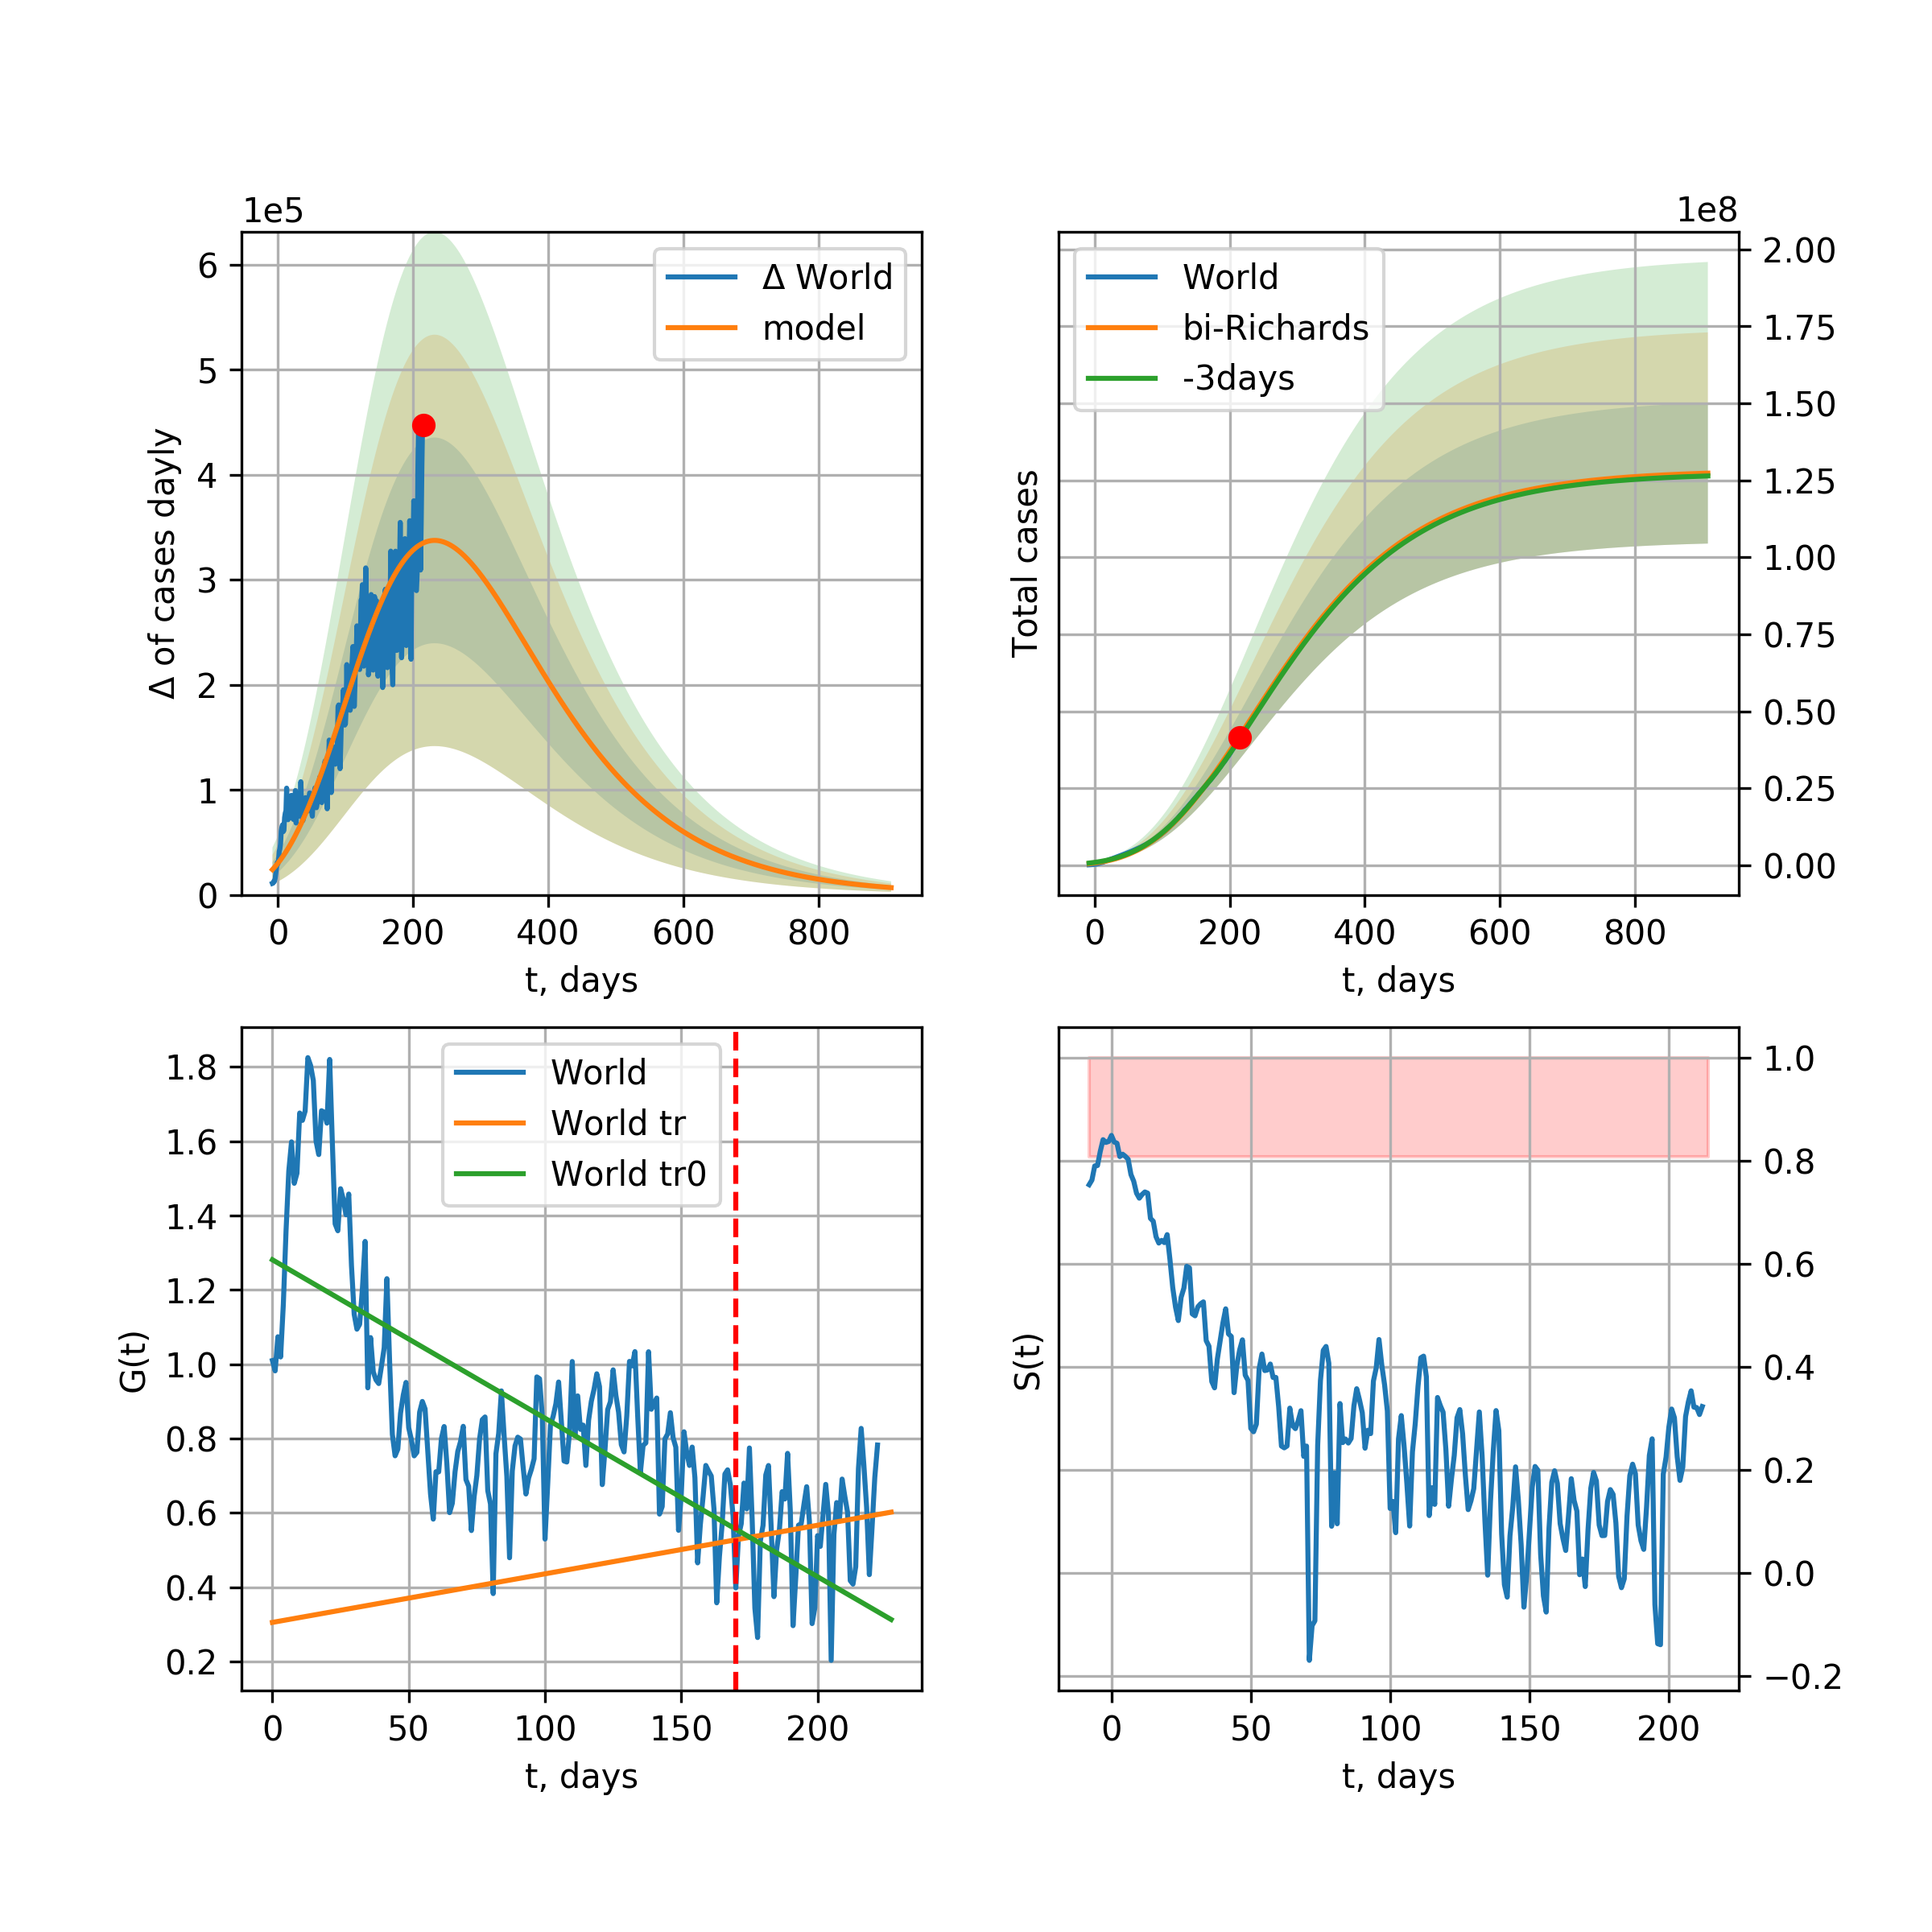 1e5
6
5
4
3
2
1
0
Δ of cases dayly
Δ World
model
0 200 400 600 800
t, days
1e8
World
bi-Richards
-3days
Total cases
2.00
1.75
1.50
1.25
1.00
0.75
0.50
0.25
0.00
0 200 400 600 800
t, days
1.8
1.6
1.4
1.2
1.0
0.8
0.6
0.4
0.2
G(t)
World
World tr
World tr0
0 50 100 150 200
t, days
S(t)
1.0
0.8
0.6
0.4
0.2
0.0
−0.2
0 50 100 150 200
t, days